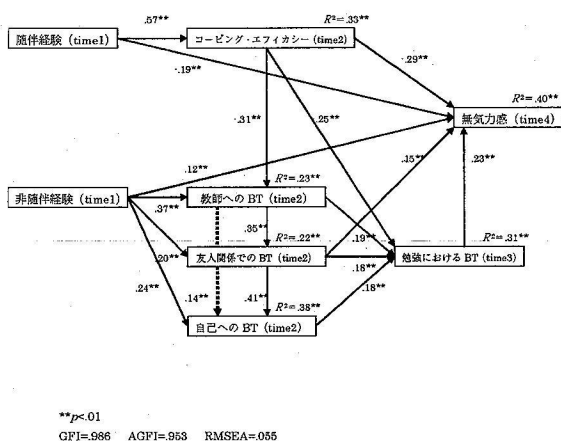 .57**
R²=.33**
随伴経験 (time1)
コーピング・エフィカシー (time2)
-.19**
-.29**
R²=.40**
無気力感 (time4)
-.31**
-.25**
.15**
.23**
.12**
R²=.23**
非随伴経験 (time1)
教師への BT (time2)
.37**
.35**
R²=.22**
.19**
R²=.31**
.20**
友人関係での BT (time2)
勉強における BT (time3)
.18**
.24**
.14**
.41**
R²=.38**
.18**
自己への BT (time2)
**p<.01
GFI=.986 AGFI=.953 RMSEA=.055